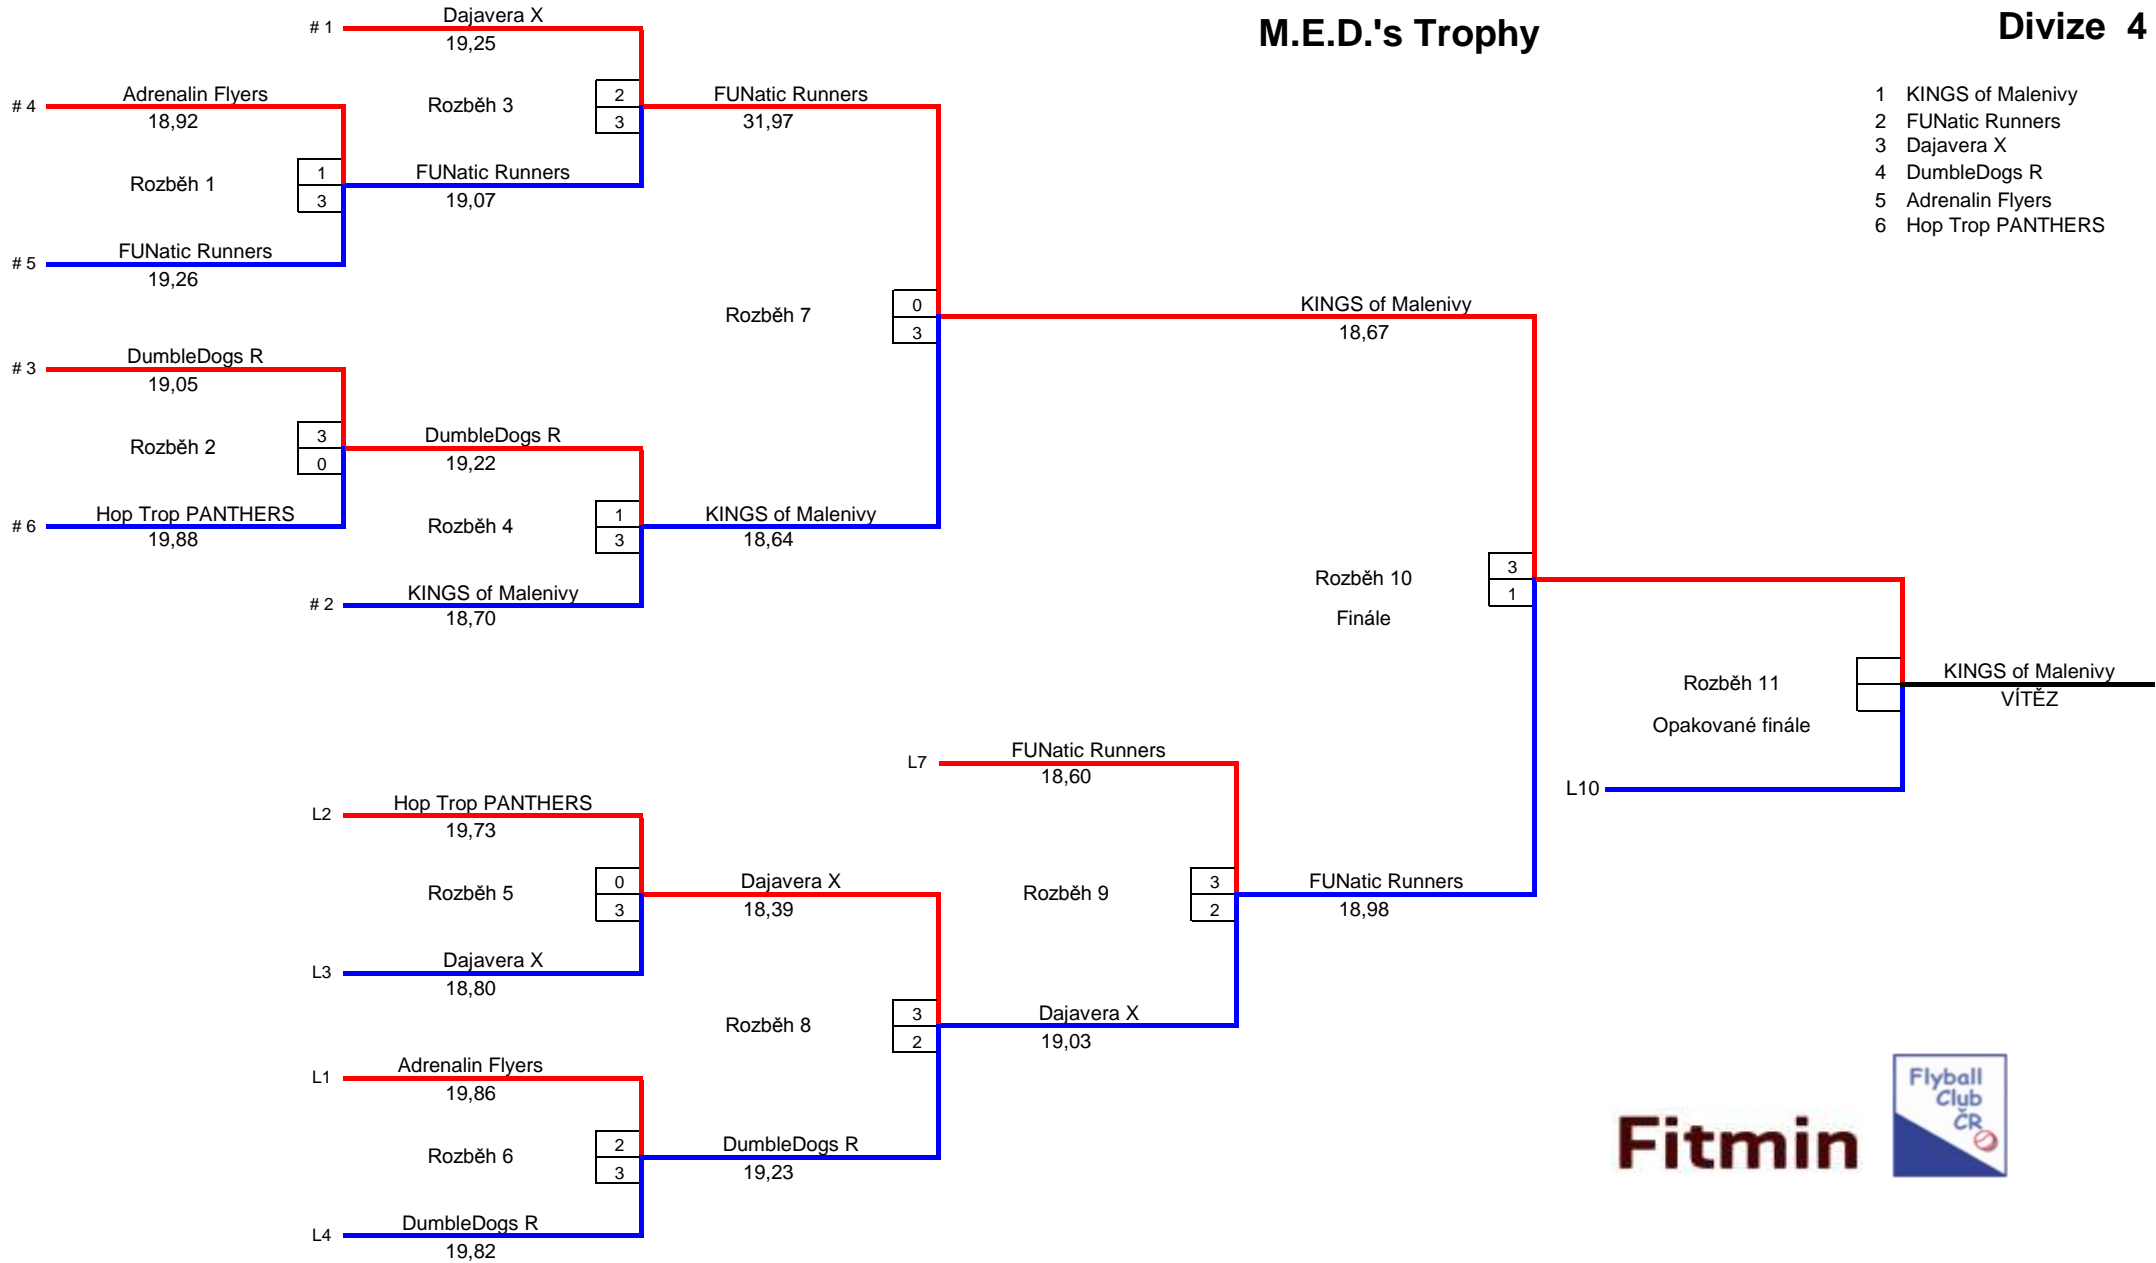 M.E.D.'s Trophy
Divize 4
1 KINGS of Malenivy
2 FUNatic Runners
3 Dajavera X
4 DumbleDogs R
5 Adrenalin Flyers
6 Hop Trop PANTHERS
# 1
Dajavera X
19,25
Rozběh 3
2
3
# 4
Adrenalin Flyers
18,92
Rozběh 1
1
3
FUNatic Runners
19,07
# 5
FUNatic Runners
19,26
FUNatic Runners
31,97
Rozběh 7
0
3
# 3
DumbleDogs R
19,05
Rozběh 2
3
0
DumbleDogs R
19,22
# 6
Hop Trop PANTHERS
19,88
Rozběh 4
1
3
KINGS of Malenivy
18,64
# 2
KINGS of Malenivy
18,70
KINGS of Malenivy
18,67
Rozběh 10
Finále
3
1
Rozběh 11
Opakované finále
KINGS of Malenivy
VÍTĚZ
L10
L7
FUNatic Runners
18,60
L2
Hop Trop PANTHERS
19,73
Rozběh 5
0
3
Dajavera X
18,39
Rozběh 9
3
2
FUNatic Runners
18,98
L3
Dajavera X
18,80
Rozběh 8
3
2
Dajavera X
19,03
L1
Adrenalin Flyers
19,86
Rozběh 6
2
3
DumbleDogs R
19,23
L4
DumbleDogs R
19,82
Fitmin
Flyball
Club
ČR